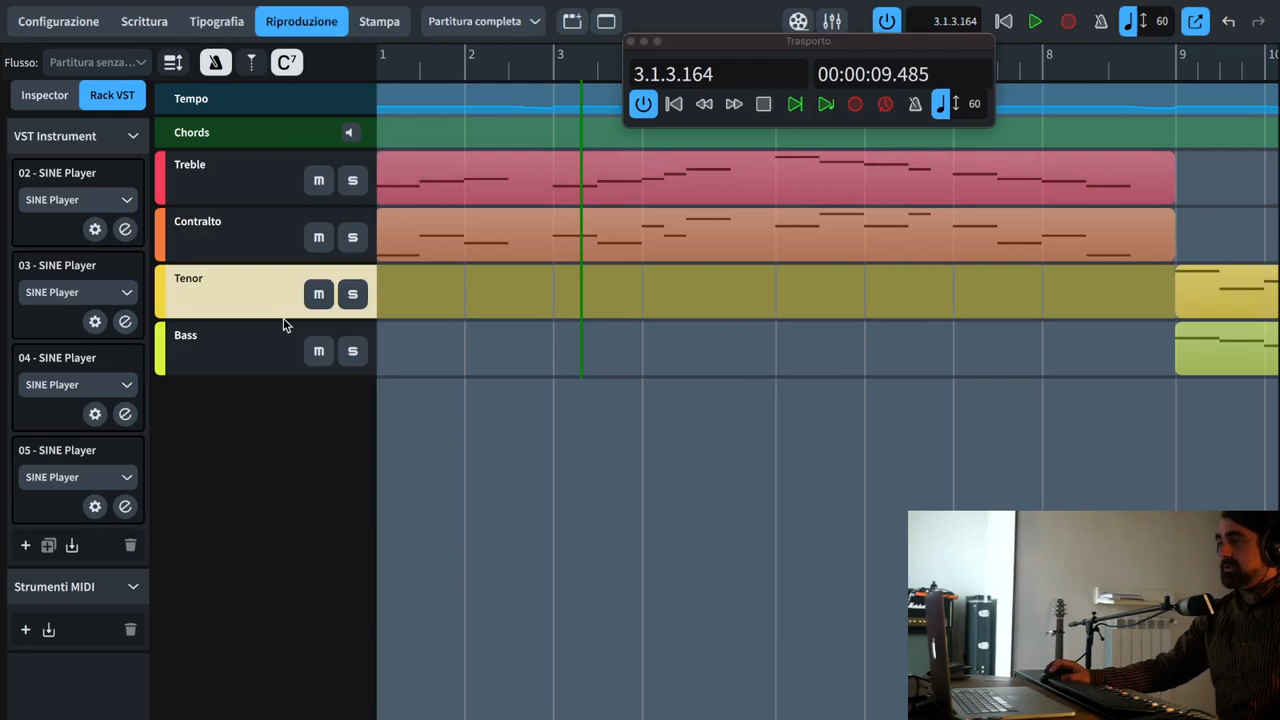 Configurazione Scrittura Tipografia Riproduzione Stampa Partitura completa 3.1.3.164 60
Trasporto
Flusso: Partitura senza... C7 1 2 3 8 9
3.1.3.164 00:00:09.485
60
Inspector Rack VST
Tempo
VST Instrument
Chords
Treble
m s
02 - SINE Player
SINE Player
Contralto
m s
03 - SINE Player
SINE Player
Tenor
m s
04 - SINE Player
SINE Player
Bass
m s
05 - SINE Player
SINE Player
Strumenti MIDI
Marshall